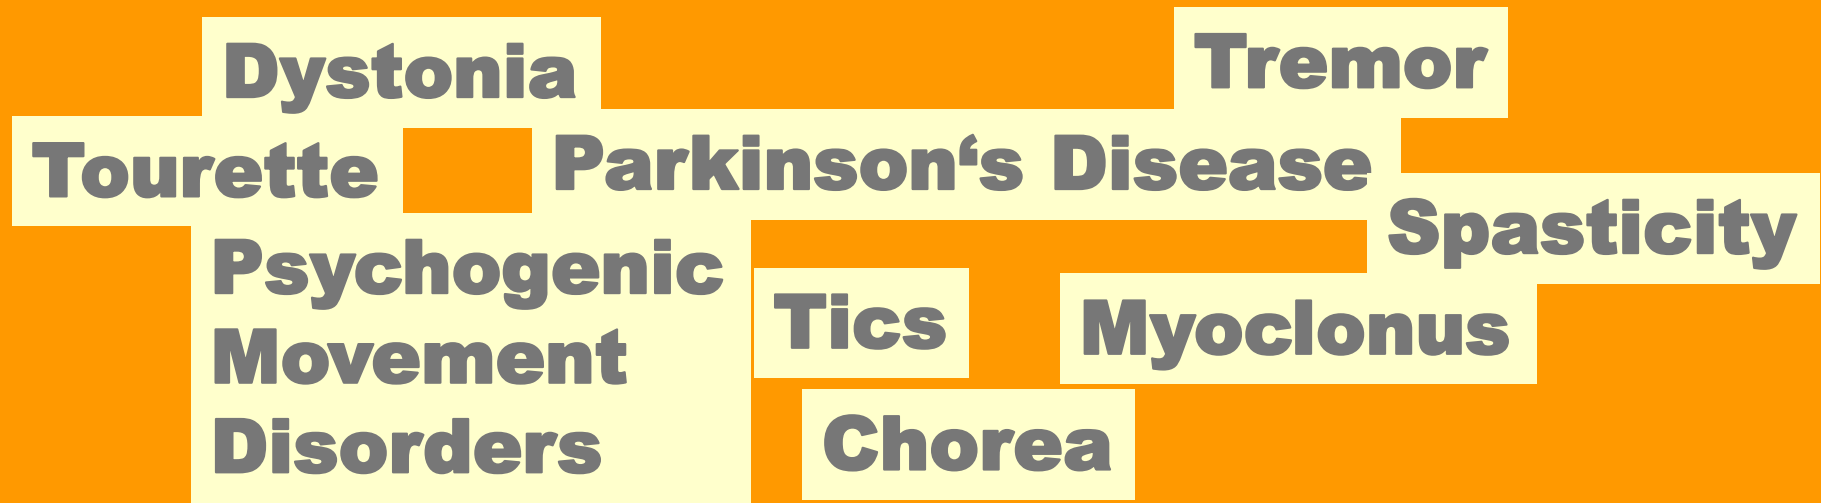 Dystonia
Tremor
Tourette
Parkinson‘s Disease
Spasticity
Psychogenic
Movement
Disorders
Tics
Myoclonus
Chorea